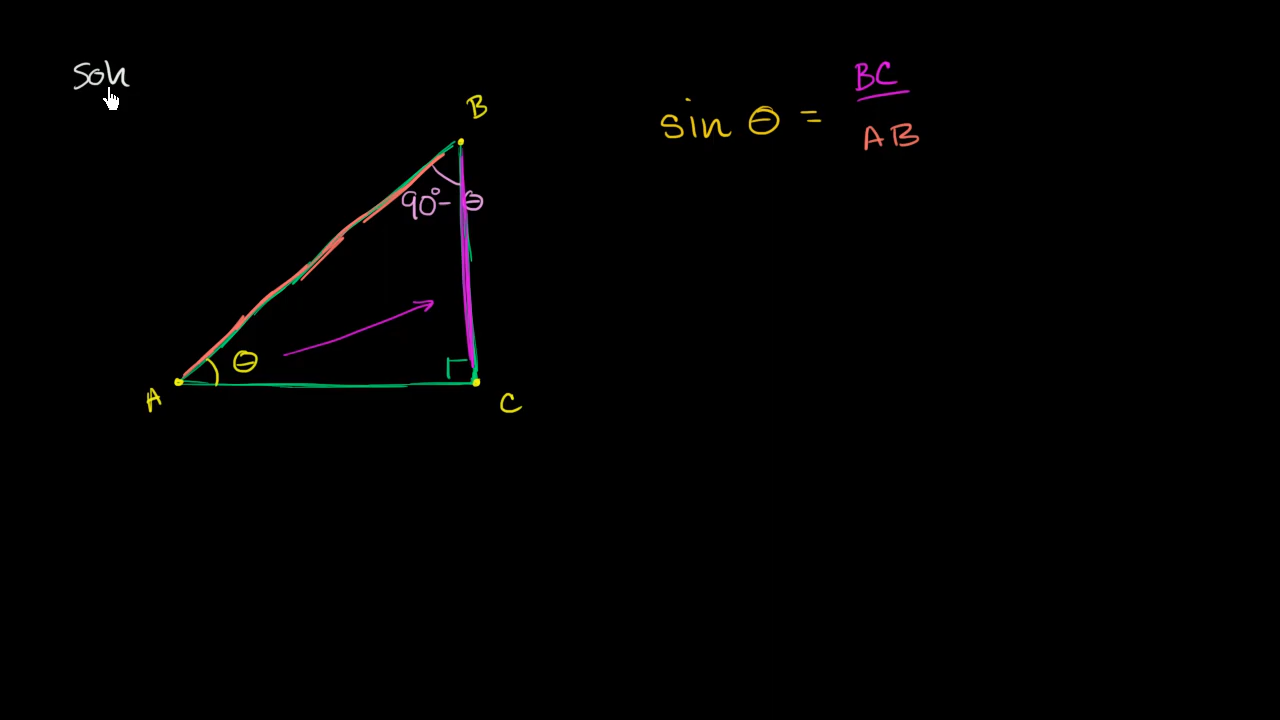 Soh
B
sin θ = BC / AB
90° - θ
θ
A
C